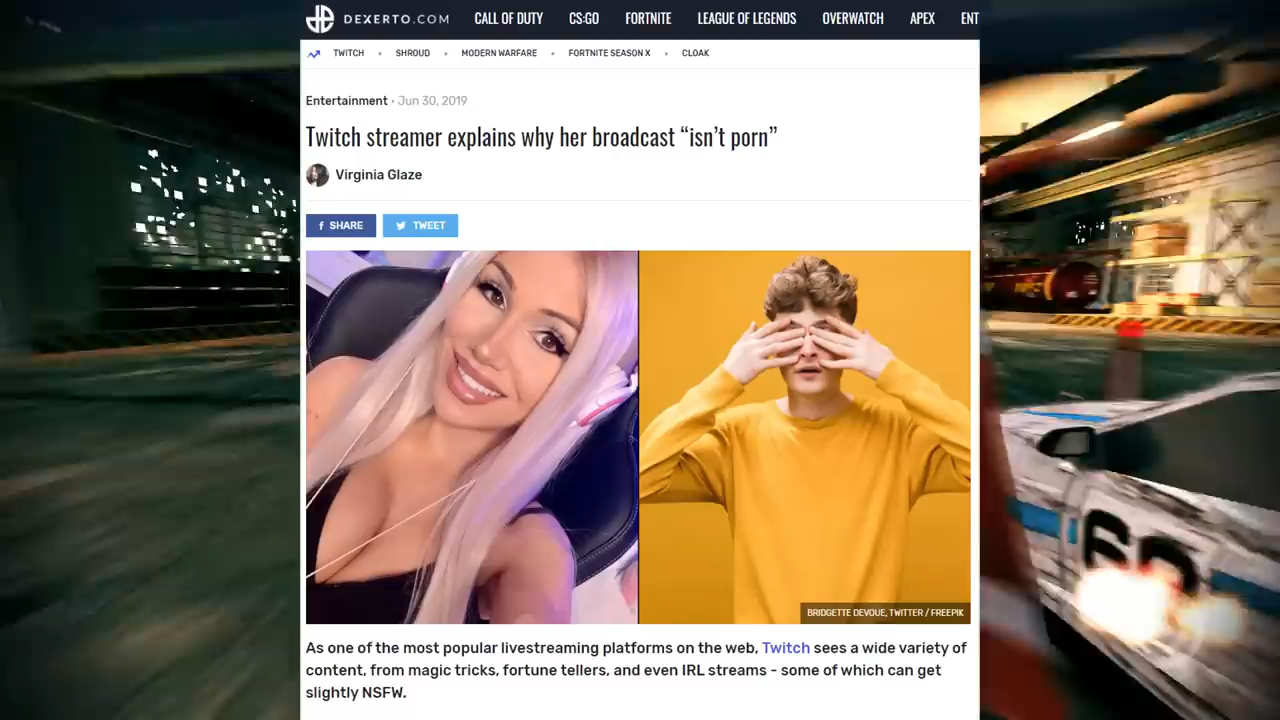 DEXERTO.COM CALL OF DUTY CS:GO FORTNITE LEAGUE OF LEGENDS OVERWATCH APEX ENT
TWITCH • SHROUD • MODERN WARFARE • FORTNITE SEASON X • CLOAK
Entertainment • Jun 30, 2019
Twitch streamer explains why her broadcast “isn’t porn”
Virginia Glaze
SHARE TWEET
BRIDGETTE DEVOUE, TWITTER / FREEPIK
As one of the most popular livestreaming platforms on the web, Twitch sees a wide variety of
content, from magic tricks, fortune tellers, and even IRL streams - some of which can get
slightly NSFW.